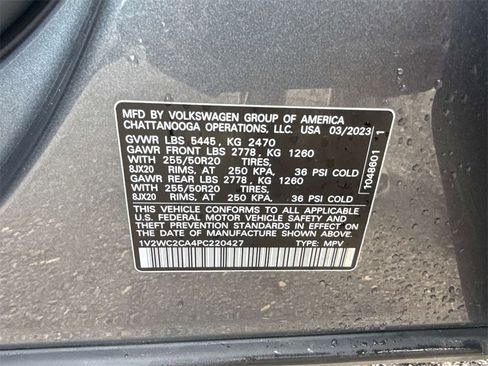 MFD BY VOLKSWAGEN GROUP OF AMERICA
CHATTANOOGA OPERATIONS, LLC. USA 03/2023
GVWR LBS 5445, KG 2470
GAWR FRONT LBS 2778, KG 1260
WITH 255/50R20 TIRES,
8JX20 RIMS, AT 250 KPA, 36 PSI COLD
GAWR REAR LBS 2778, KG 1260
WITH 255/50R20 TIRES,
8JX20 RIMS, AT 250 KPA, 36 PSI COLD
THIS VEHICLE CONFORMS TO ALL APPLICABLE
U.S. FEDERAL MOTOR VEHICLE SAFETY AND
THEFT PREVENTION STANDARDS IN EFFECT ON
THE DATE OF MANUFACTURE SHOWN ABOVE.
1V2WC2CA4PC220427 TYPE: MPV
1048601 1